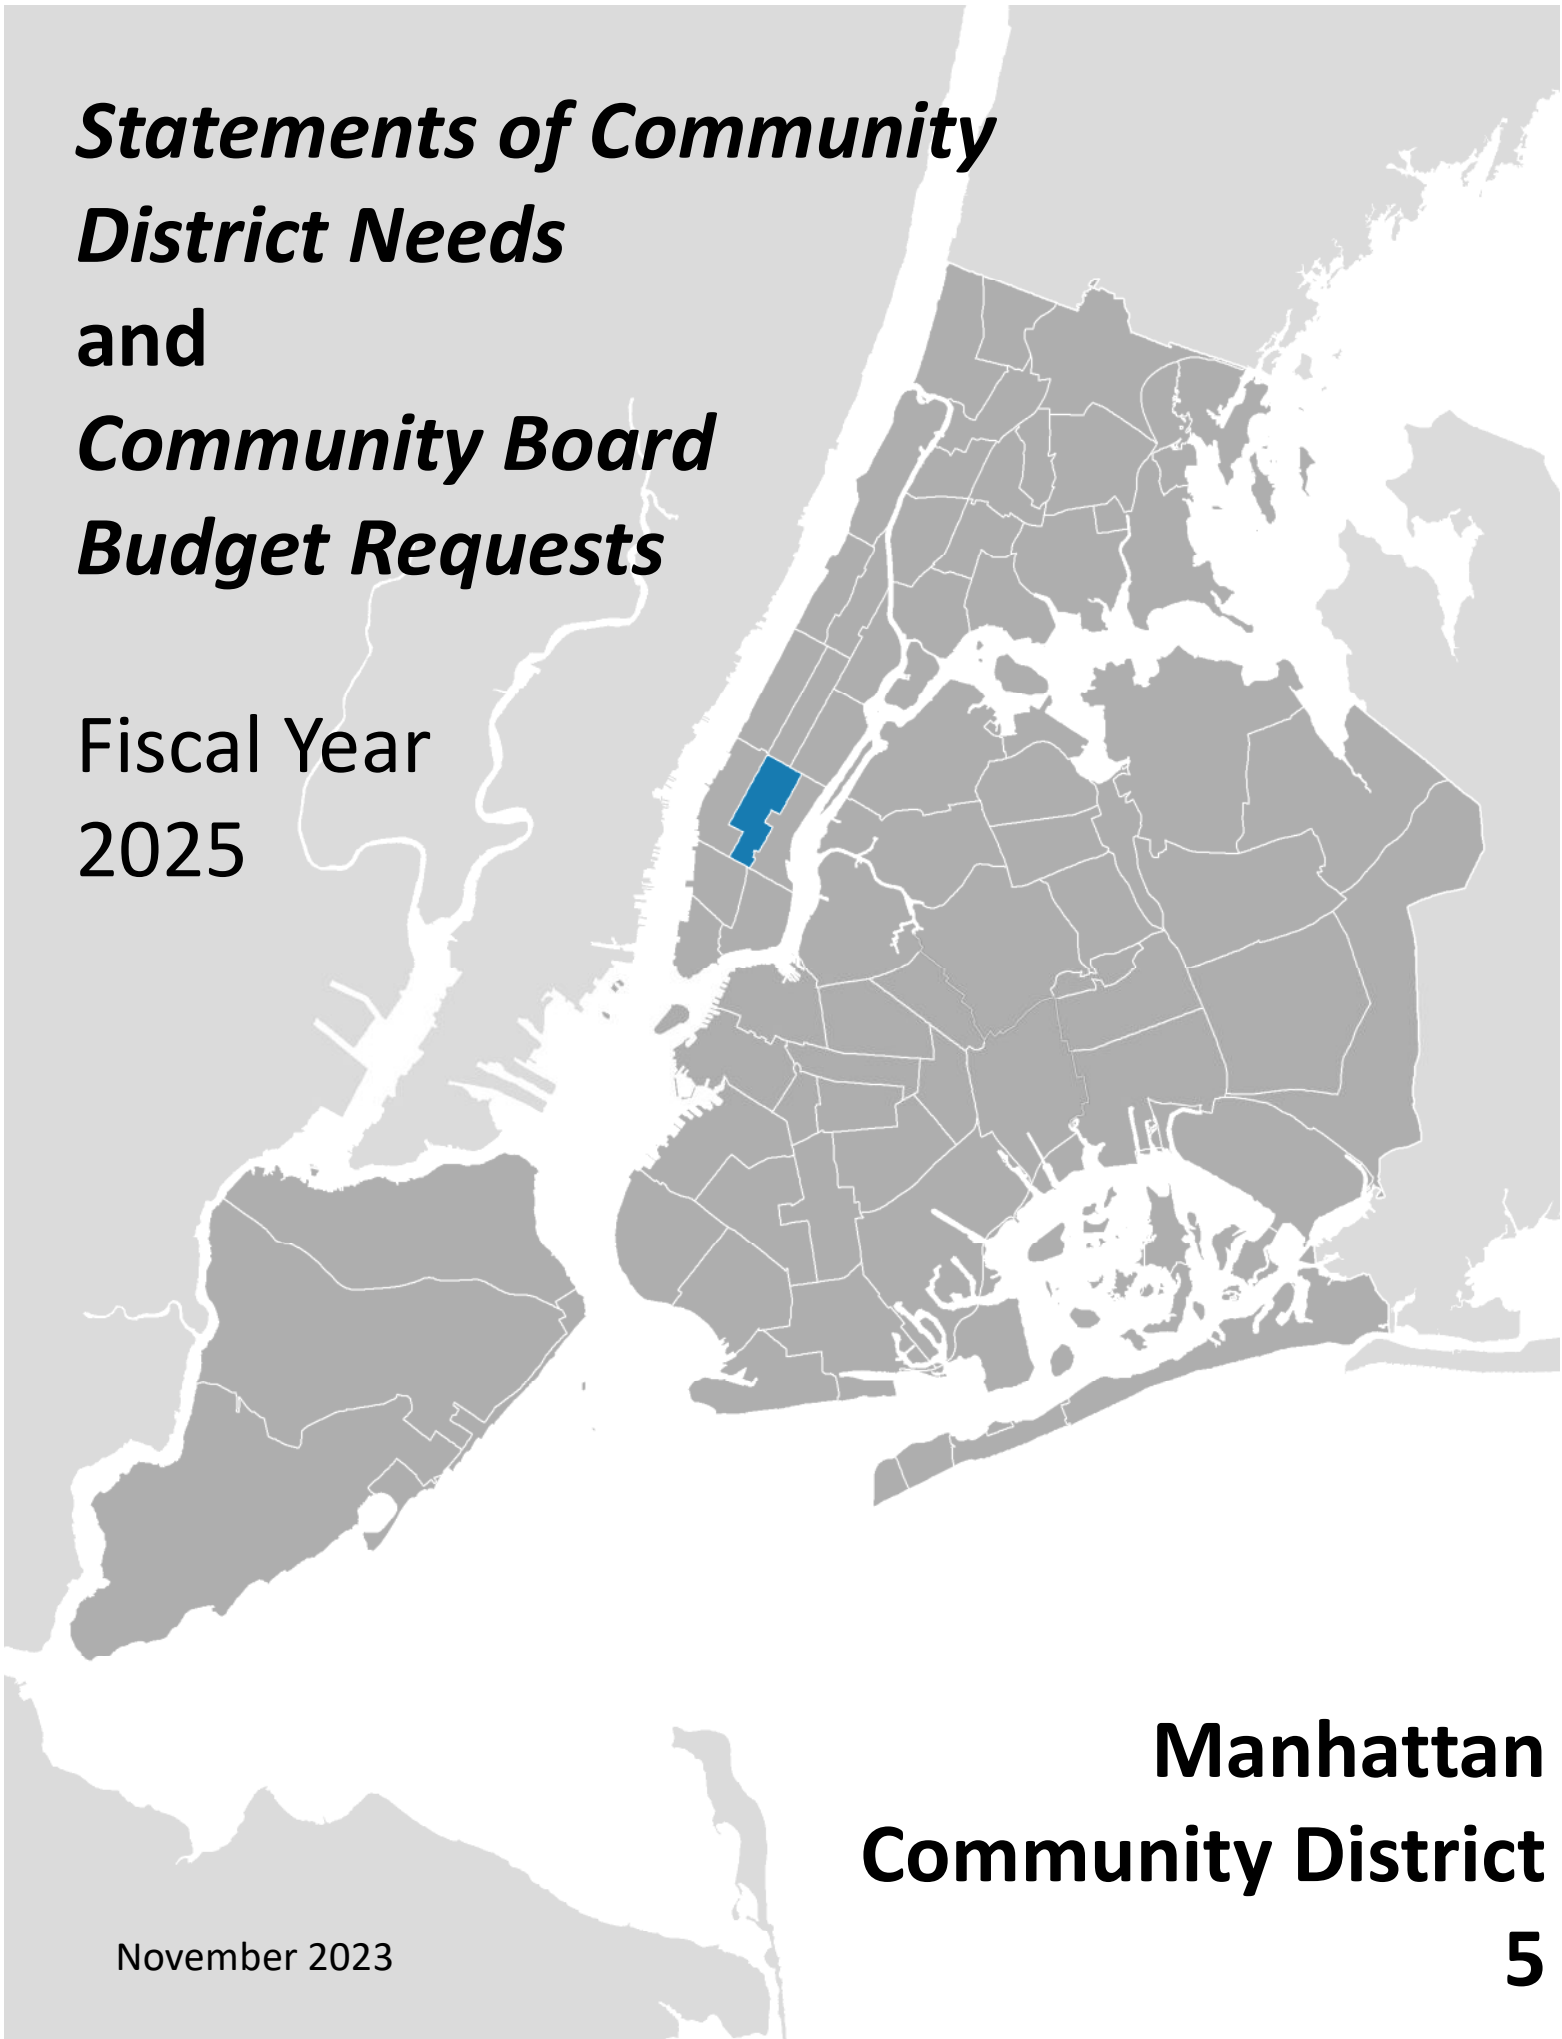 Statements of Community
District Needs
and
Community Board
Budget Requests
Fiscal Year
2025
Manhattan
Community District
5
November 2023